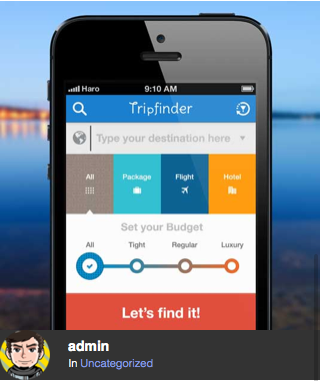 Haro 9:10 AM
Tripfinder
Type your destination here
All Package Flight Hotel
Set your Budget
All Tight Regular Luxury
Let's find it!
admin
In Uncategorized